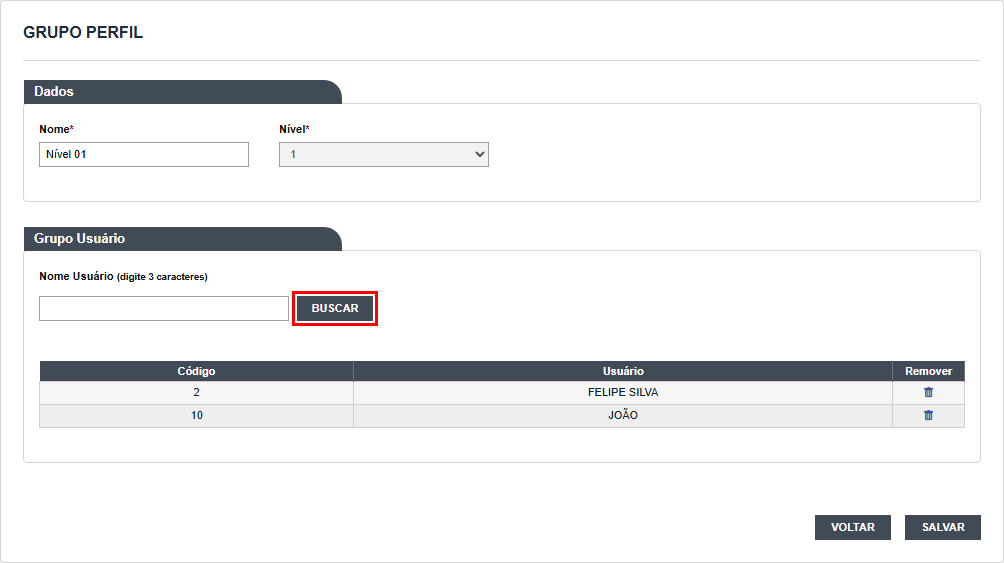 GRUPO PERFIL
Dados
Nome* Nível*
Nível 01 1
Grupo Usuário
Nome Usuário (digite 3 caracteres)
BUSCAR
Código Usuário Remover
2 FELIPE SILVA
10 JOÃO
VOLTAR SALVAR